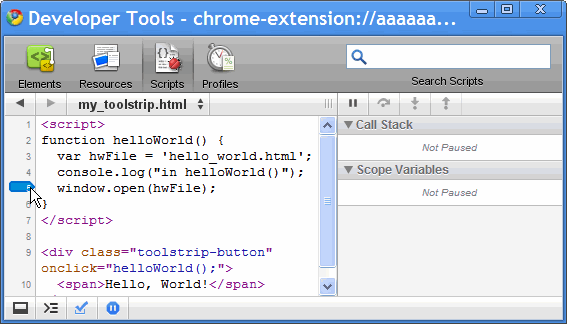 Developer Tools - chrome-extension://aaaaaa...
Elements
Resources
Scripts
Profiles
Search Scripts
my_toolstrip.html
1 <script>
2 function helloWorld() {
3 var hwFile = 'hello_world.html';
4 console.log("in helloWorld()");
window.open(hwFile);
6 }
7 </script>
8
9 <div class="toolstrip-button"
onclick="helloWorld();">
10 <span>Hello, World!</span>
Call Stack
Not Paused
Scope Variables
Not Paused